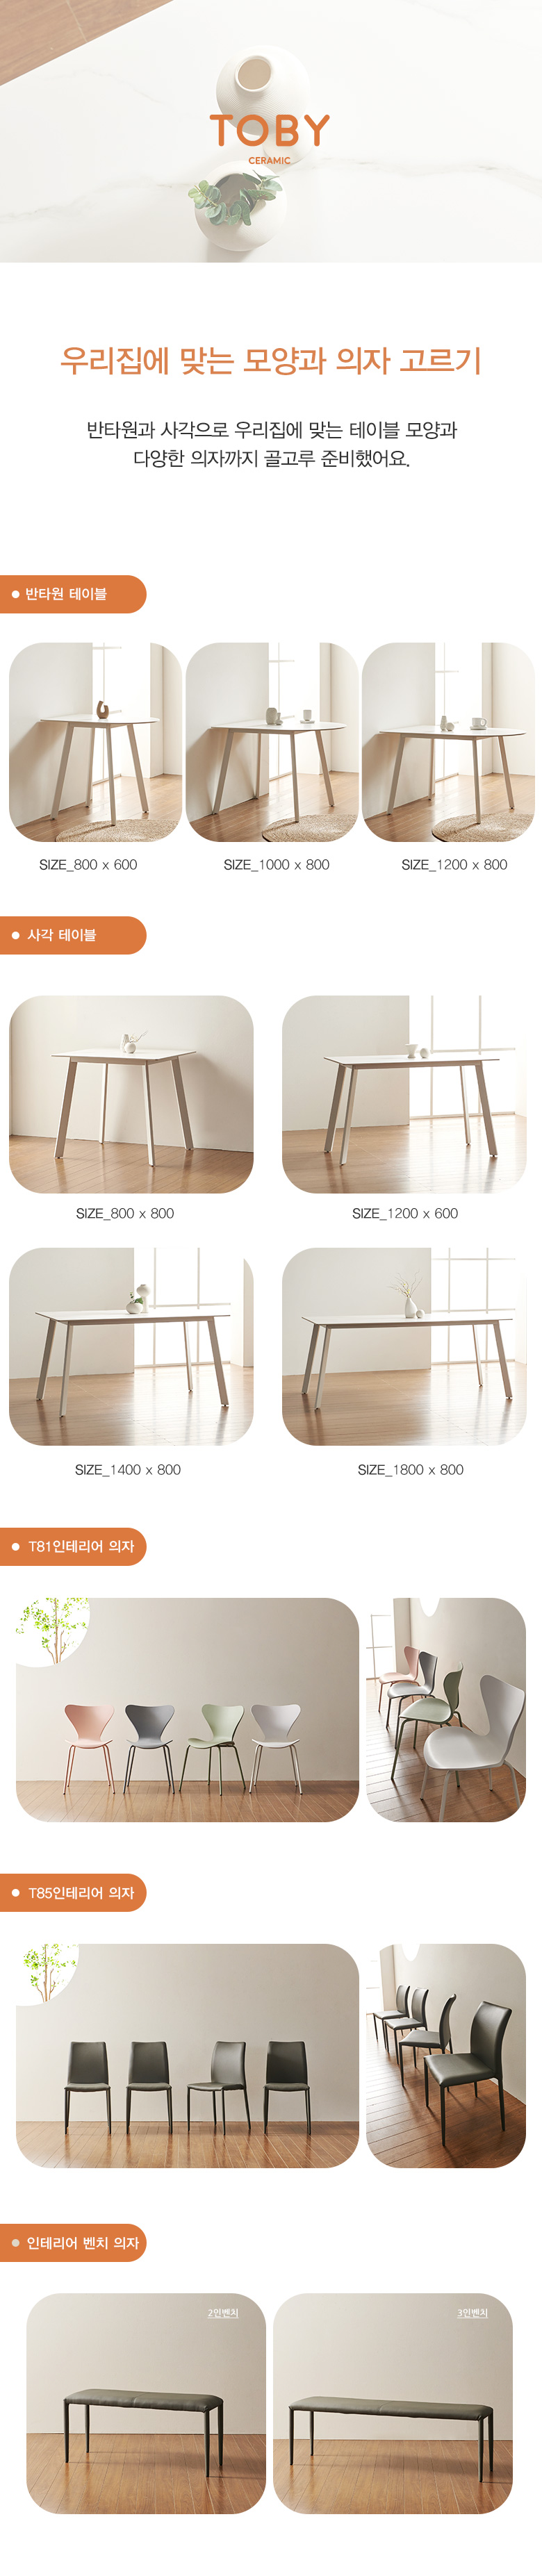 TOBY
CERAMIC
우리집에 맞는 모양과 의자 고르기
반타원과 사각으로 우리집에 맞는 테이블 모양과
다양한 의자까지 골고루 준비했어요.
반타원 테이블
SIZE_800 x 600
SIZE_1000 x 800
SIZE_1200 x 800
사각 테이블
SIZE_800 x 800
SIZE_1200 x 600
SIZE_1400 x 800
SIZE_1800 x 800
T81인테리어 의자
T85인테리어 의자
인테리어 벤치 의자
2인벤치
3인벤치